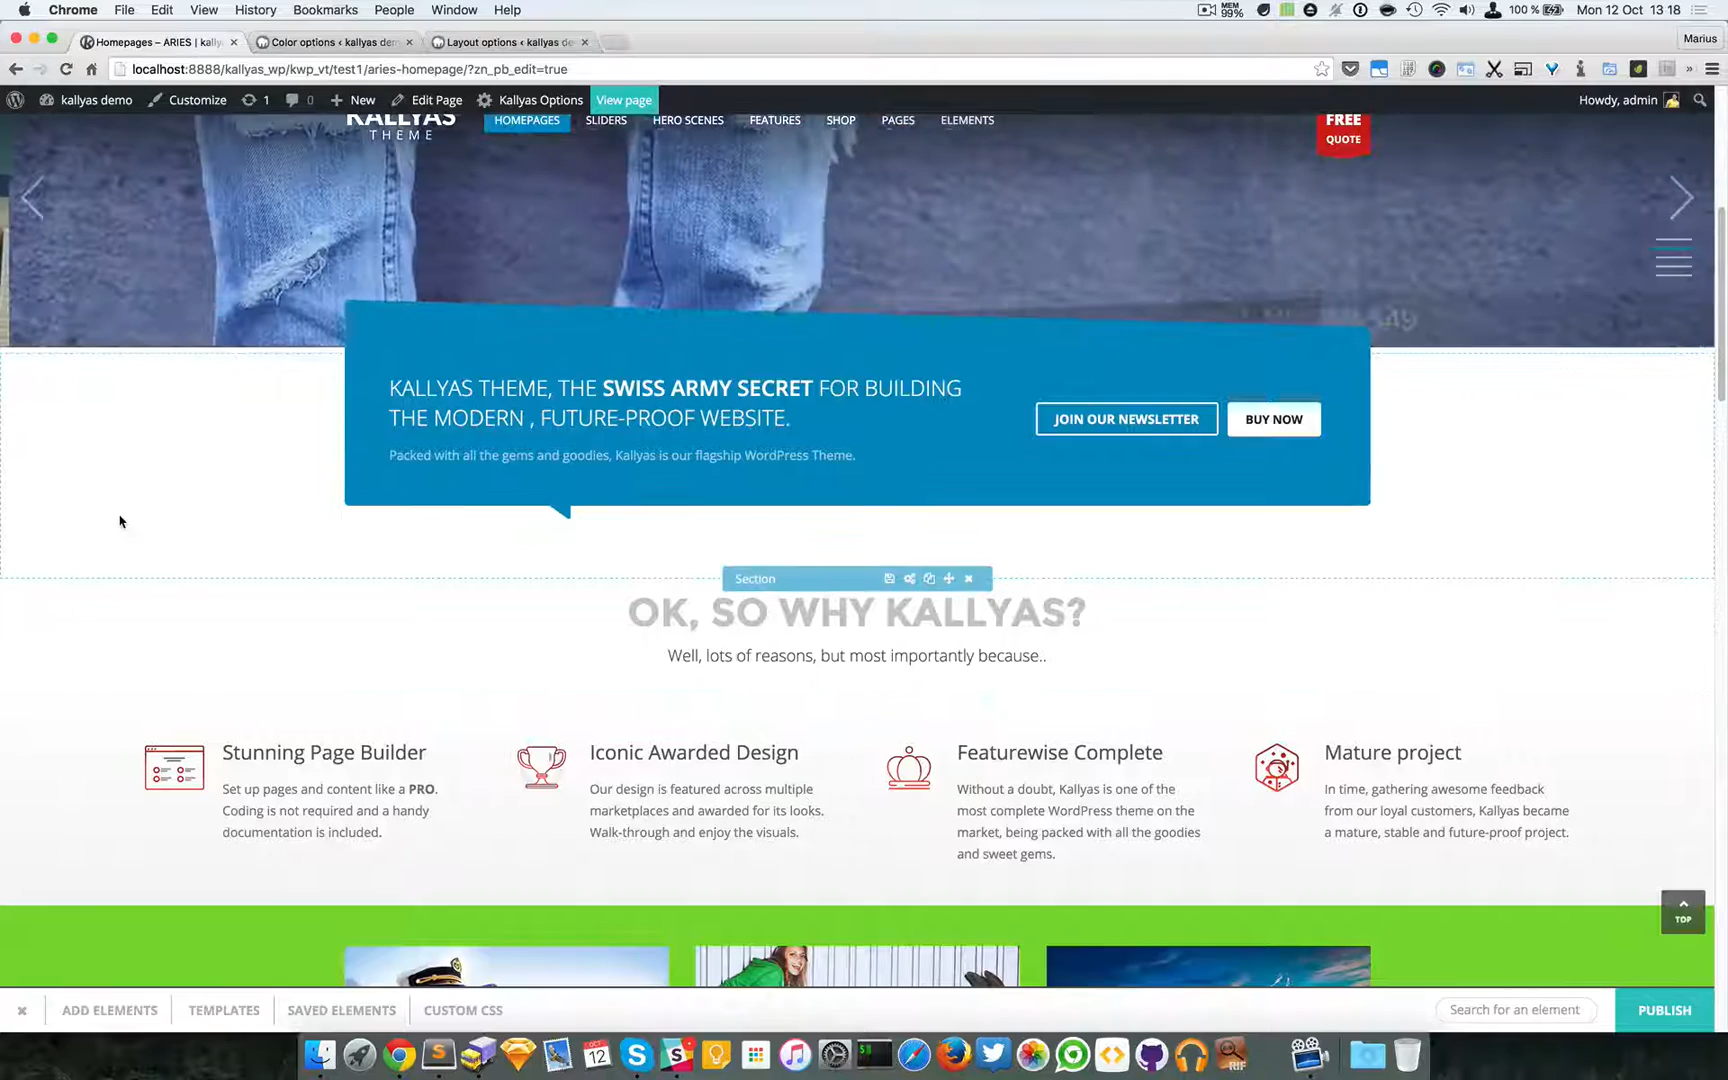 Chrome File Edit View History Bookmarks People Window Help MEM 99% 100 % Mon 12 Oct 13 18
Homepages – ARIES | kally
Color options ‹ kallyas dem
Layout options ‹ kallyas de
Marius
localhost:8888/kallyas_wp/kwp_vt/test1/aries-homepage/?zn_pb_edit=true
kallyas demo Customize 1 0 New Edit Page Kallyas Options View page Howdy, admin
KALLYAS
THEME
HOMEPAGES SLIDERS HERO SCENES FEATURES SHOP PAGES ELEMENTS
FREE
QUOTE
KALLYAS THEME, THE SWISS ARMY SECRET FOR BUILDING
THE MODERN , FUTURE-PROOF WEBSITE.
Packed with all the gems and goodies, Kallyas is our flagship WordPress Theme.
JOIN OUR NEWSLETTER
BUY NOW
Section
OK, SO WHY KALLYAS?
Well, lots of reasons, but most importantly because..
Stunning Page Builder
Set up pages and content like a PRO.
Coding is not required and a handy
documentation is included.
Iconic Awarded Design
Our design is featured across multiple
marketplaces and awarded for its looks.
Walk-through and enjoy the visuals.
Featurewise Complete
Without a doubt, Kallyas is one of the
most complete WordPress theme on the
market, being packed with all the goodies
and sweet gems.
Mature project
In time, gathering awesome feedback
from our loyal customers, Kallyas became
a mature, stable and future-proof project.
TOP
ADD ELEMENTS TEMPLATES SAVED ELEMENTS CUSTOM CSS
Search for an element
PUBLISH
OCT
12
RIF